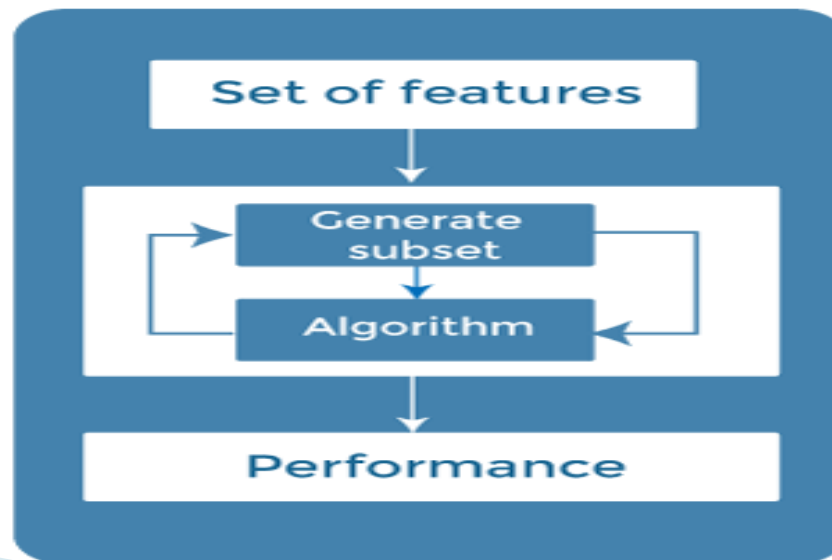 Set of features
Generate
subset
Algorithm
Performance